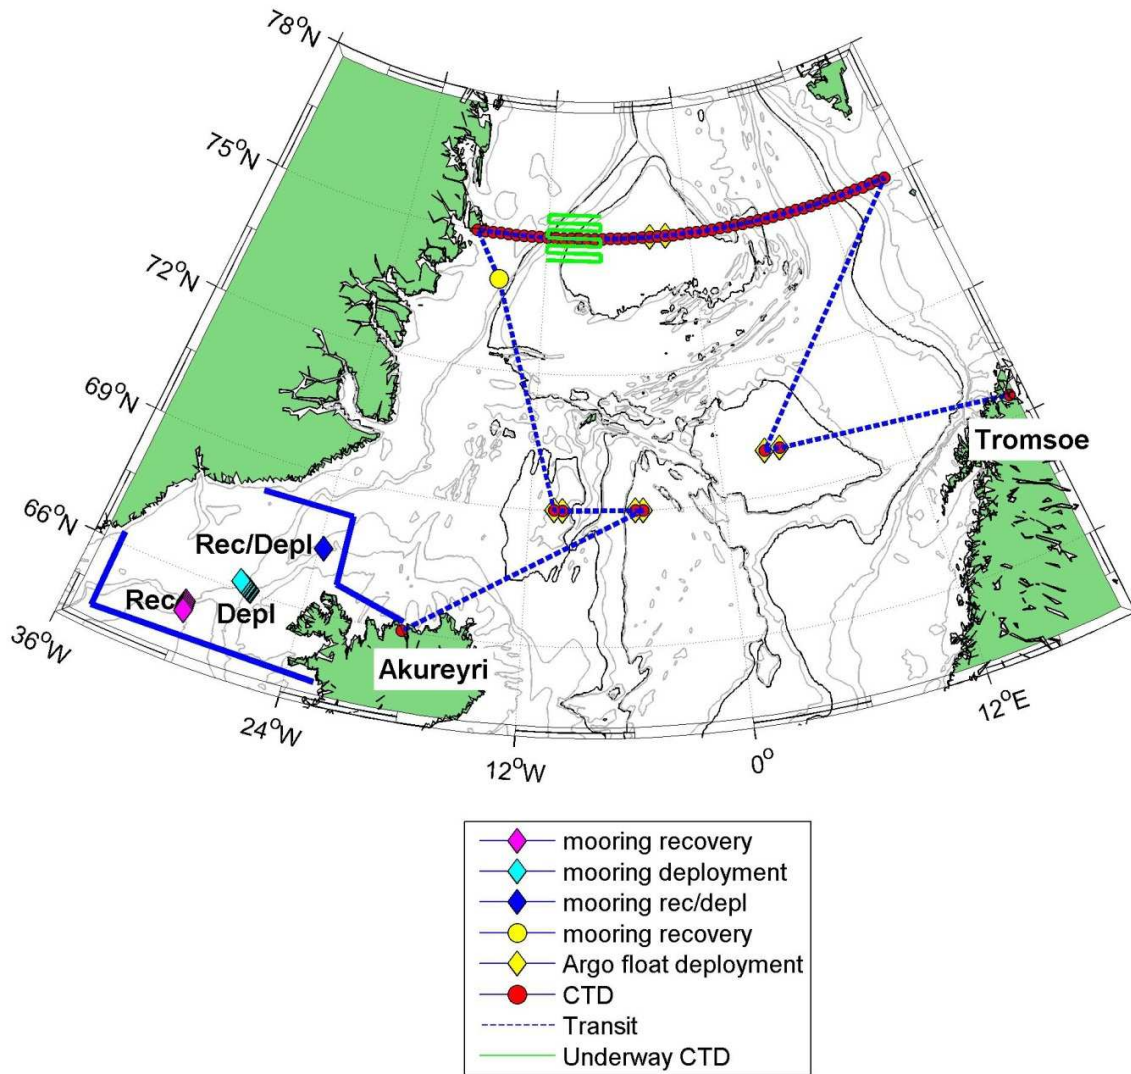 78°N
75°N
72°N
69°N
66°N
36°W
24°W
12°W
0°
12°E
Tromsoe
Rec/Depl
Rec
Depl
Akureyri
mooring recovery
mooring deployment
mooring rec/depl
mooring recovery
Argo float deployment
CTD
Transit
Underway CTD